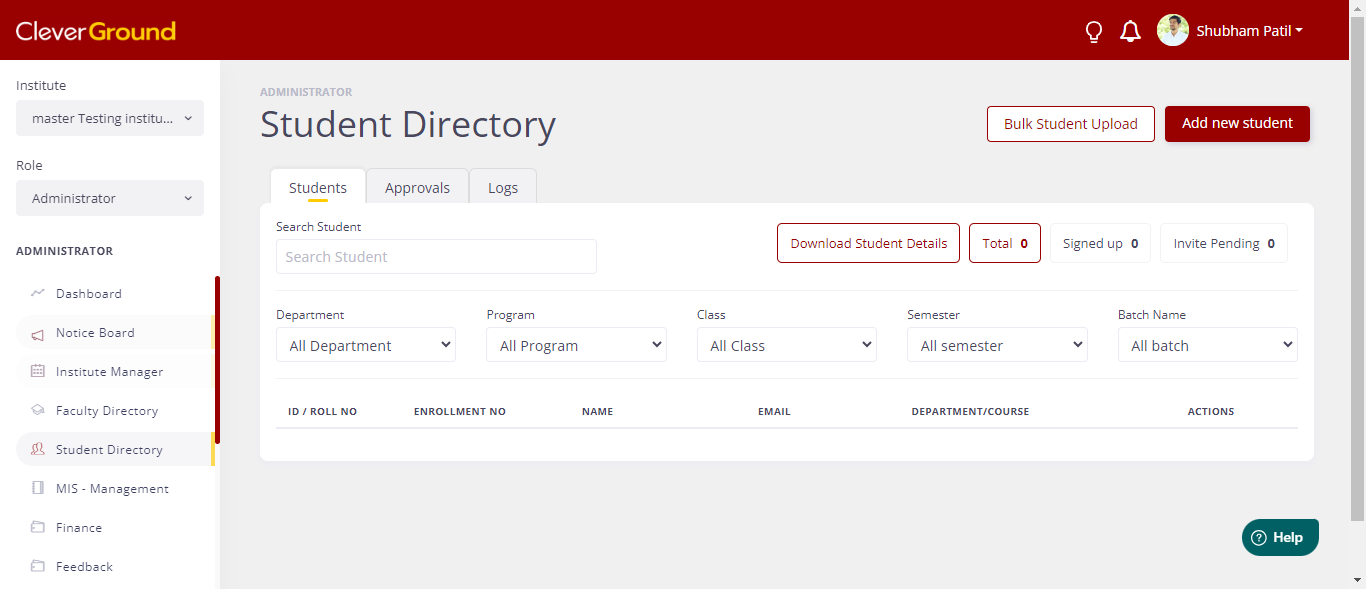 CleverGround
Shubham Patil
Institute
master Testing institu...
Role
Administrator
ADMINISTRATOR
Dashboard
Notice Board
Institute Manager
Faculty Directory
Student Directory
MIS - Management
Finance
Feedback
ADMINISTRATOR
Student Directory
Bulk Student Upload
Add new student
Students Approvals Logs
Search Student
Search Student
Download Student Details Total 0 Signed up 0 Invite Pending 0
Department Program Class Semester Batch Name
All Department All Program All Class All semester All batch
ID / ROLL NO ENROLLMENT NO NAME EMAIL DEPARTMENT/COURSE ACTIONS
? Help